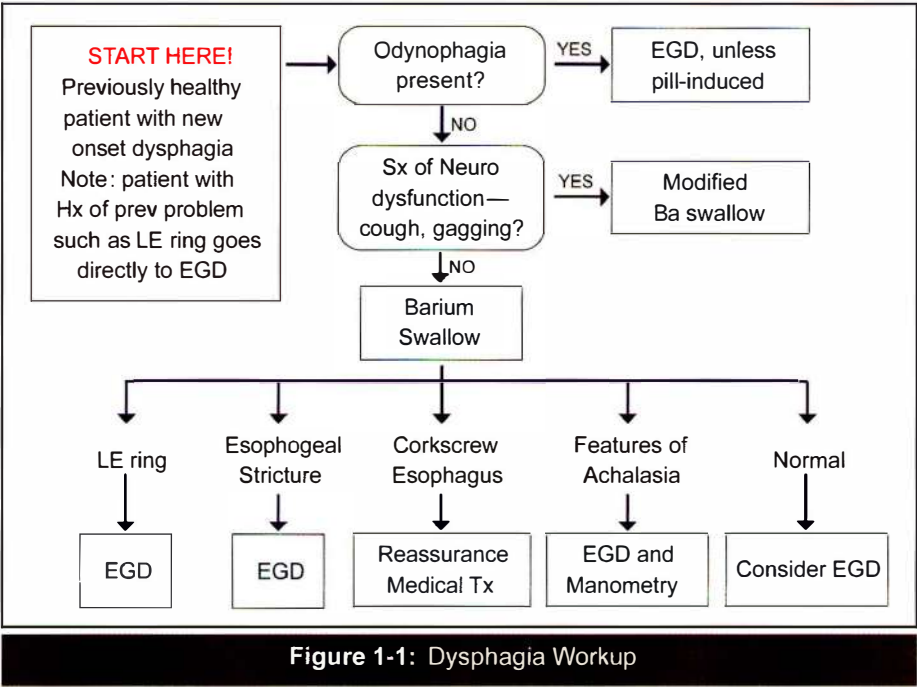 START HERE!
Previously healthy
patient with new
onset dysphagia
Note: patient with
Hx of prev problem
such as LE ring goes
directly to EGD
Odynophagia
present?
YES
EGD, unless
pill-induced
NO
Sx of Neuro
dysfunction—
cough, gagging?
YES
Modified
Ba swallow
NO
Barium
Swallow
LE ring
Esophogeal
Stricture
Corkscrew
Esophagus
Features of
Achalasia
Normal
EGD
EGD
Reassurance
Medical Tx
EGD and
Manometry
Consider EGD
Figure 1-1: Dysphagia Workup